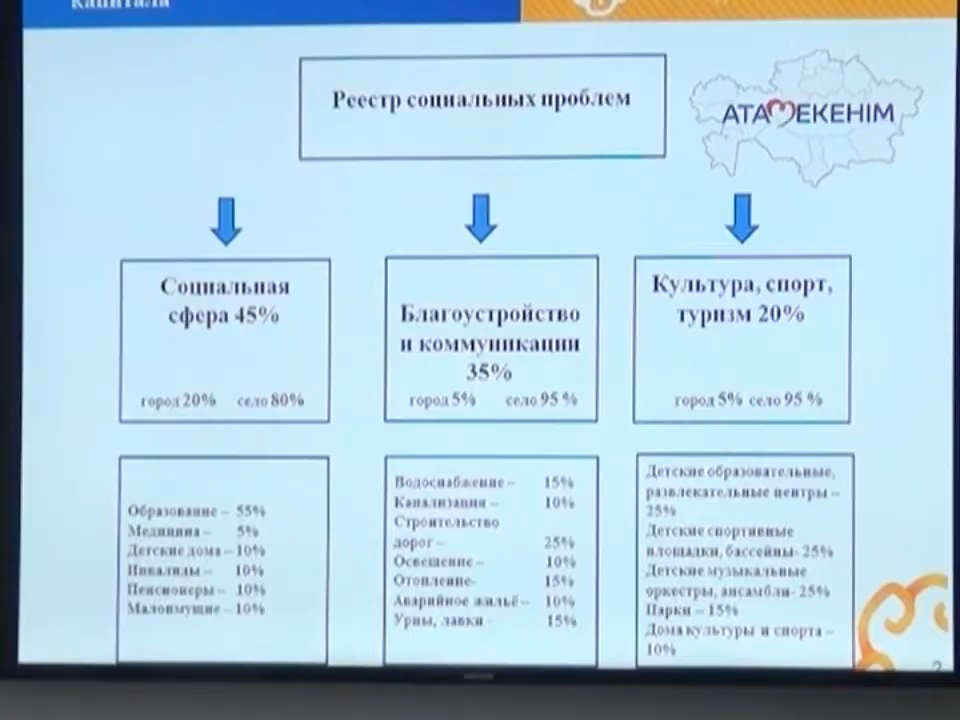 капитала
Реестр социальных проблем
АТАМЕКЕНІМ
Социальная
сфера 45%
город 20% село 80%
Благоустройство
и коммуникации
35%
город 5% село 95 %
Культура, спорт,
туризм 20%
город 5% село 95 %
Образование – 55%
Медицина – 5%
Детские дома – 10%
Инвалиды – 10%
Пенсионеры – 10%
Малоимущие – 10%
Водоснабжение – 15%
Канализация – 10%
Строительство
дорог – 25%
Освещение – 10%
Отопление- 15%
Аварийное жильё – 10%
Урны, лавки - 15%
Детские образовательные,
развлекательные центры –
25%
Детские спортивные
площадки, бассейны- 25%
Детские музыкальные
оркестры, ансамбли- 25%
Парки – 15%
Дома культуры и спорта –
10%
2